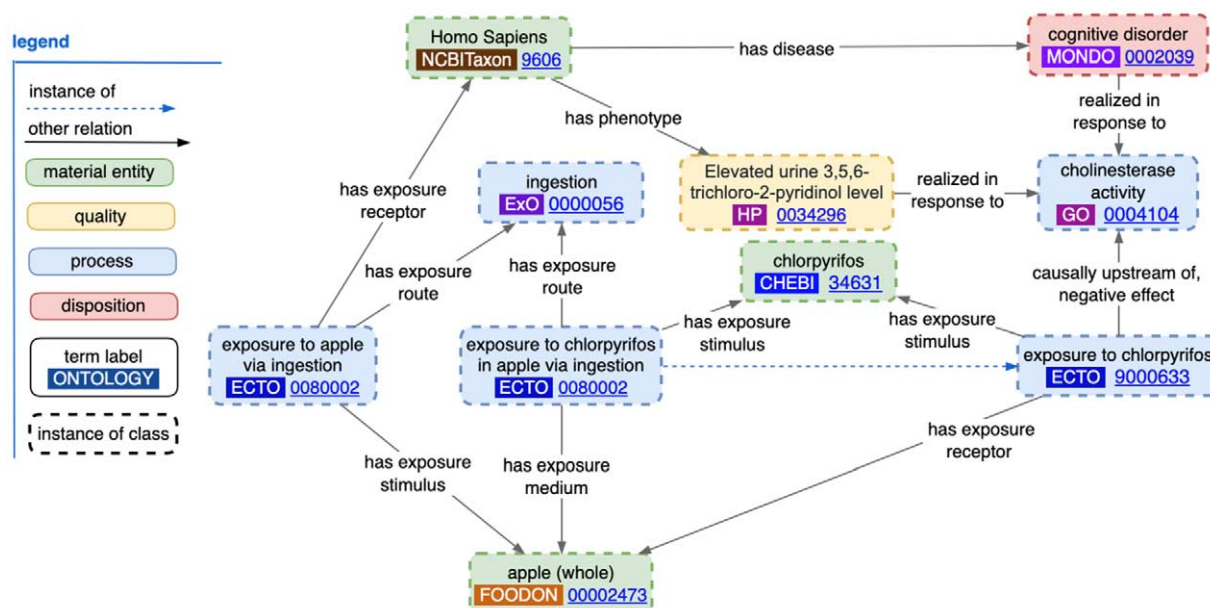 legend
instance of
other relation
material entity
quality
process
disposition
term label
ONTOLOGY
instance of class
Homo Sapiens
NCBITaxon 9606
has disease
cognitive disorder
MONDO 0002039
has phenotype
realized in
response to
has exposure
receptor
ingestion
ExO 0000056
Elevated urine 3,5,6-
trichloro-2-pyridinol level
HP 0034296
realized in
response to
cholinesterase
activity
GO 0004104
has exposure
route
has exposure
route
chlorpyrifos
CHEBI 34631
causally upstream of,
negative effect
has exposure
stimulus
has exposure
stimulus
exposure to apple
via ingestion
ECTO 0080002
exposure to chlorpyrifos
in apple via ingestion
ECTO 0080002
exposure to chlorpyrifos
ECTO 9000633
has exposure
stimulus
has exposure
medium
has exposure
receptor
apple (whole)
FOODON 00002473